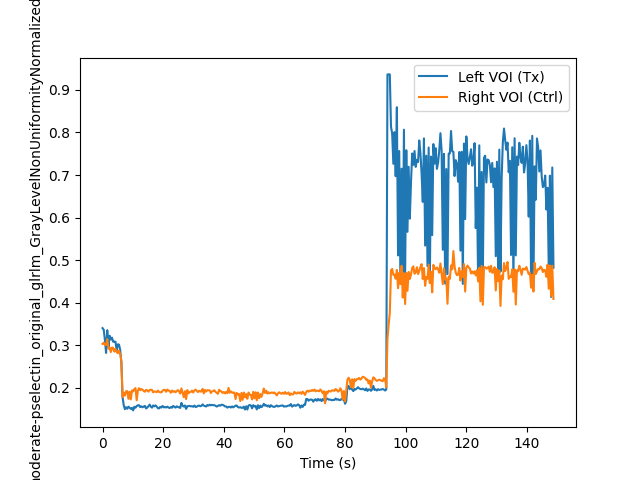 moderate-pselectin_original_glrlm_GrayLevelNonUniformityNormalized
0.9
0.8
0.7
0.6
0.5
0.4
0.3
0.2
Left VOI (Tx)
Right VOI (Ctrl)
0 20 40 60 80 100 120 140
Time (s)